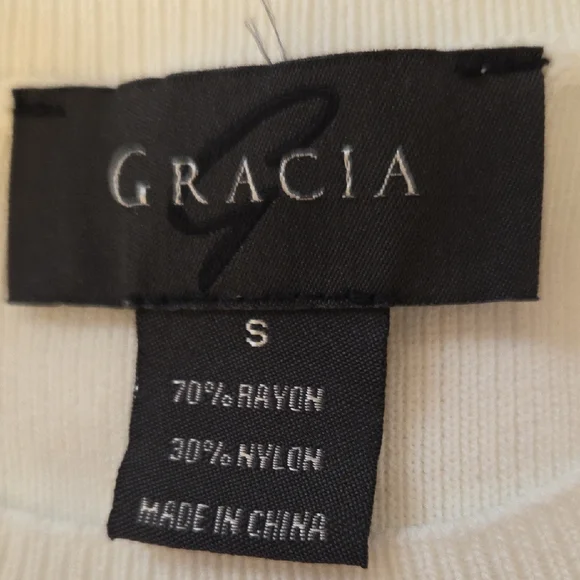 GRACIA
S
70% RAYON
30% NYLON
MADE IN CHINA